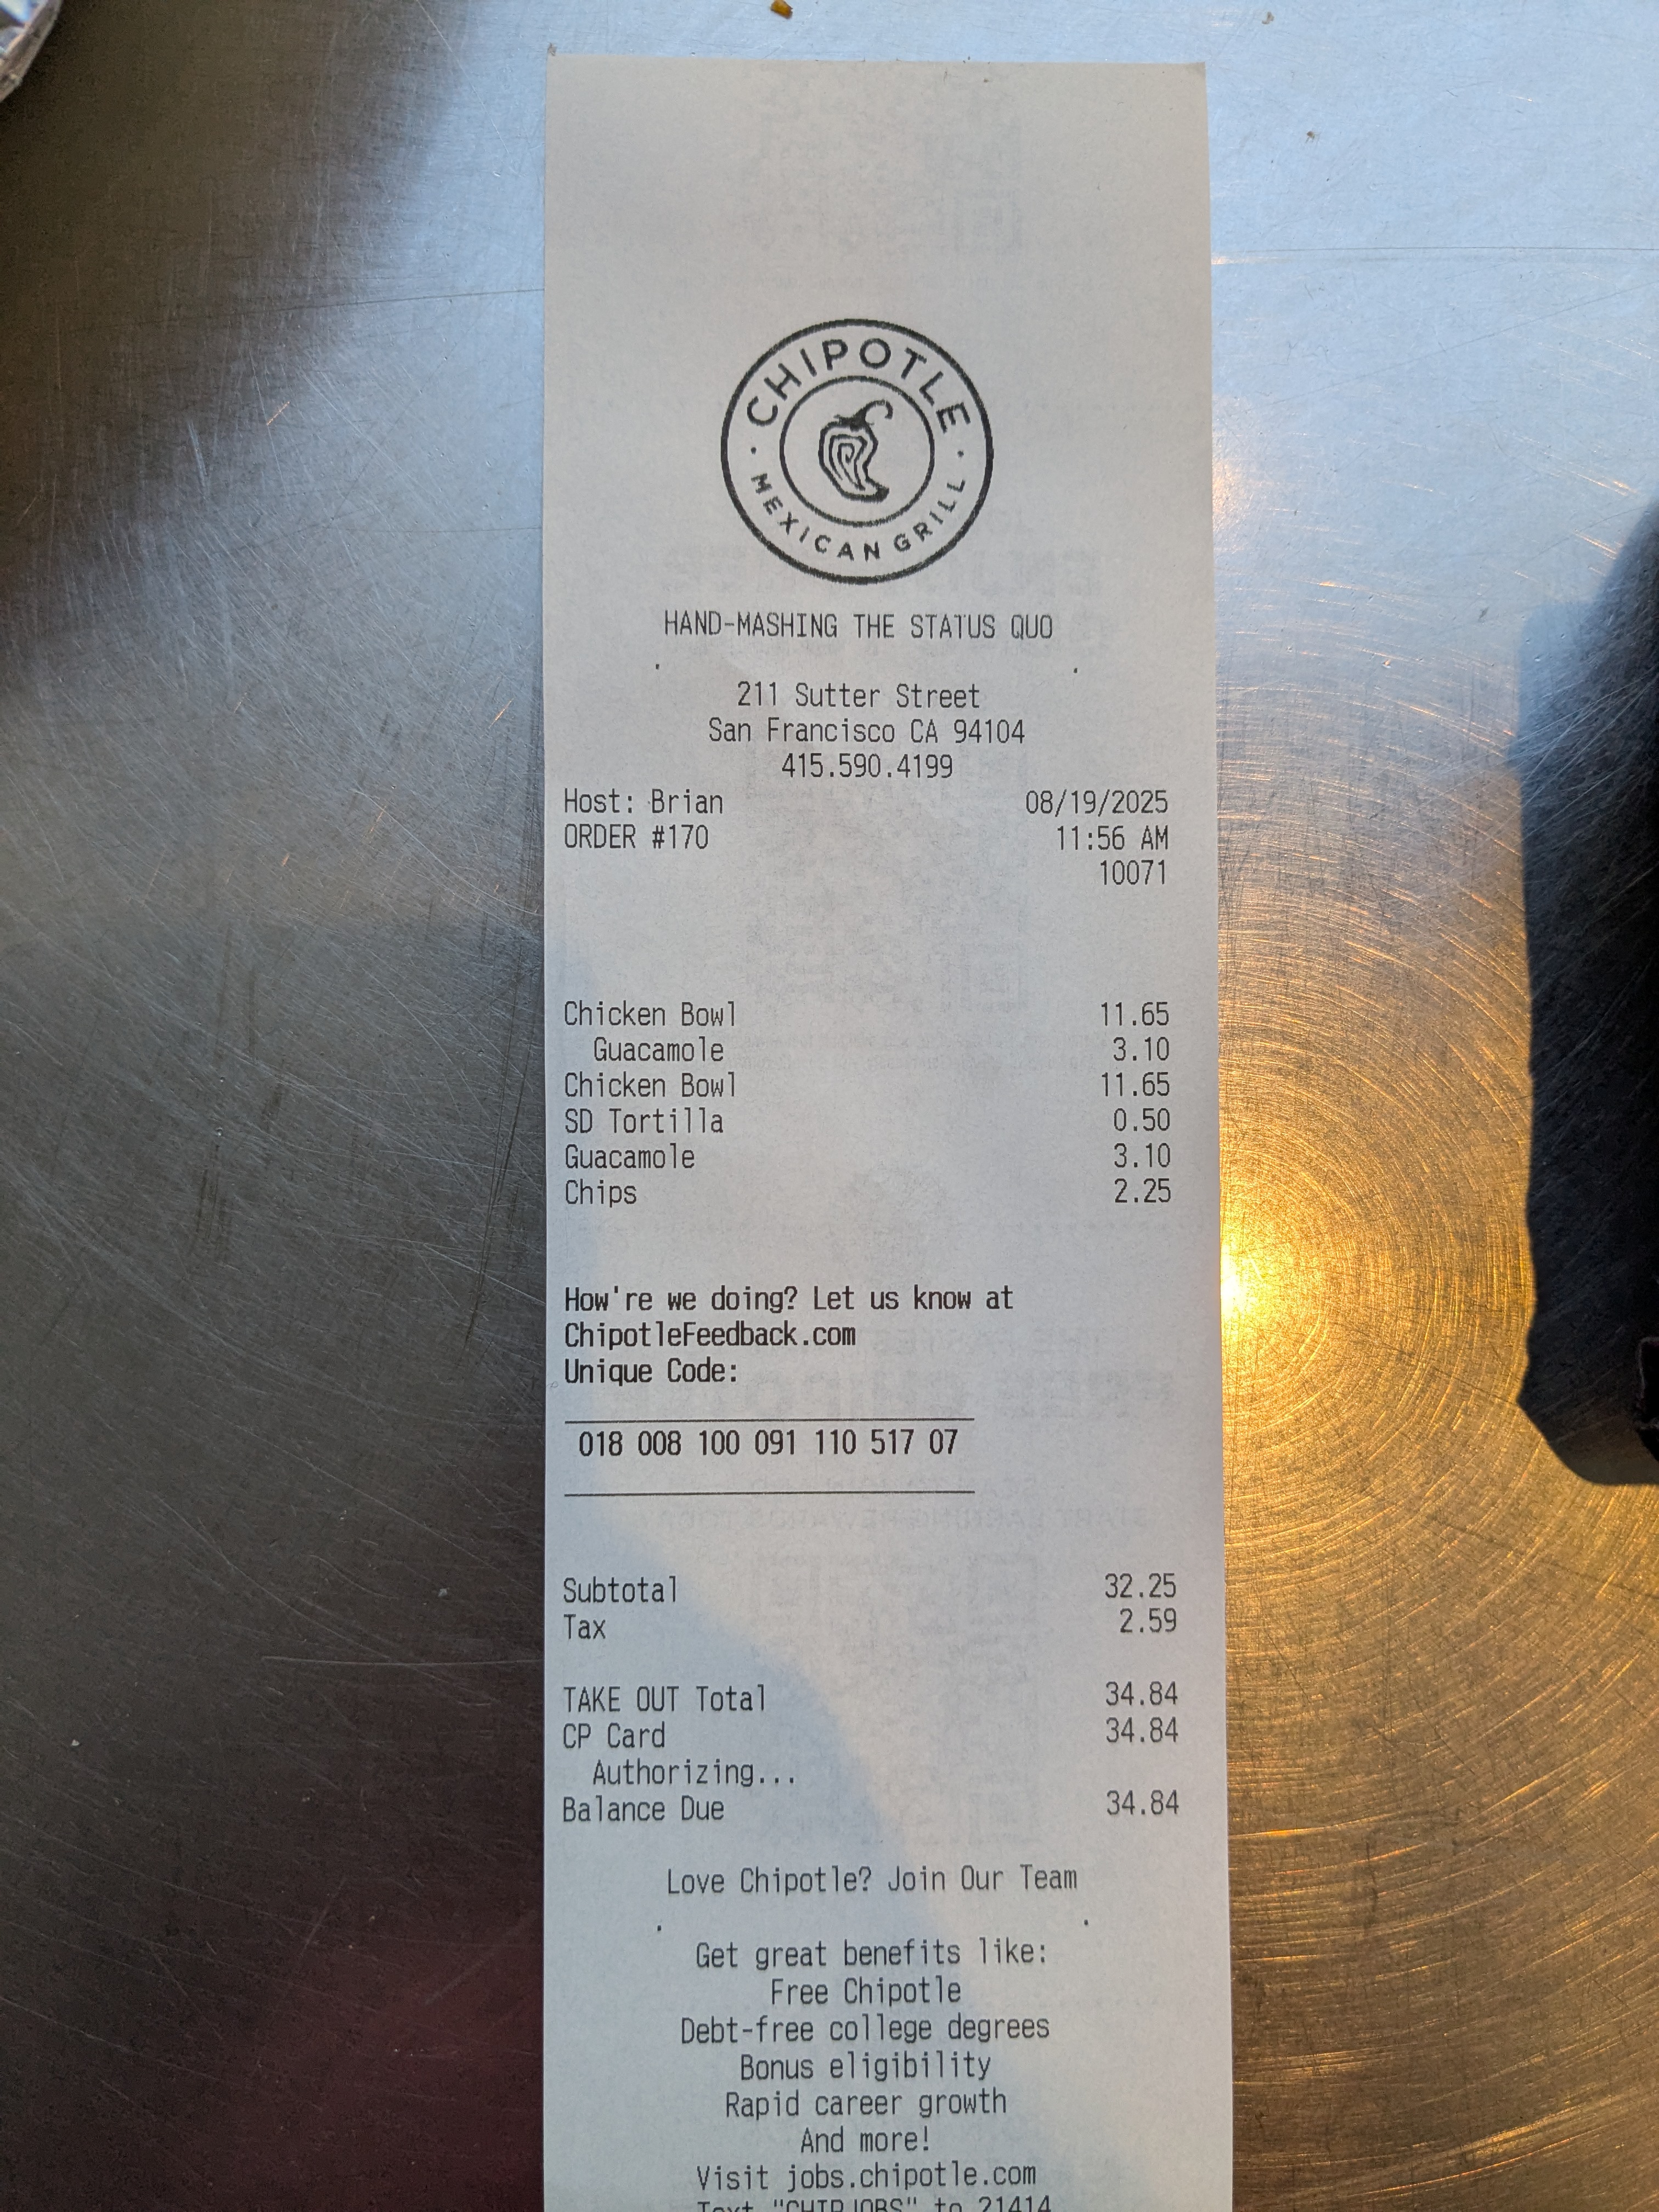 CHIPOTLE
MEXICAN GRILL
HAND-MASHING THE STATUS QUO
211 Sutter Street
San Francisco CA 94104
415.590.4199
Host: Brian 08/19/2025
ORDER #170 11:56 AM
10071
Chicken Bowl 11.65
Guacamole 3.10
Chicken Bowl 11.65
SD Tortilla 0.50
Guacamole 3.10
Chips 2.25
How're we doing? Let us know at
ChipotleFeedback.com
Unique Code:
018 008 100 091 110 517 07
Subtotal 32.25
Tax 2.59
TAKE OUT Total 34.84
CP Card 34.84
Authorizing...
Balance Due 34.84
Love Chipotle? Join Our Team
Get great benefits like:
Free Chipotle
Debt-free college degrees
Bonus eligibility
Rapid career growth
And more!
Visit jobs.chipotle.com
Text "CHIPJOBS" to 21414